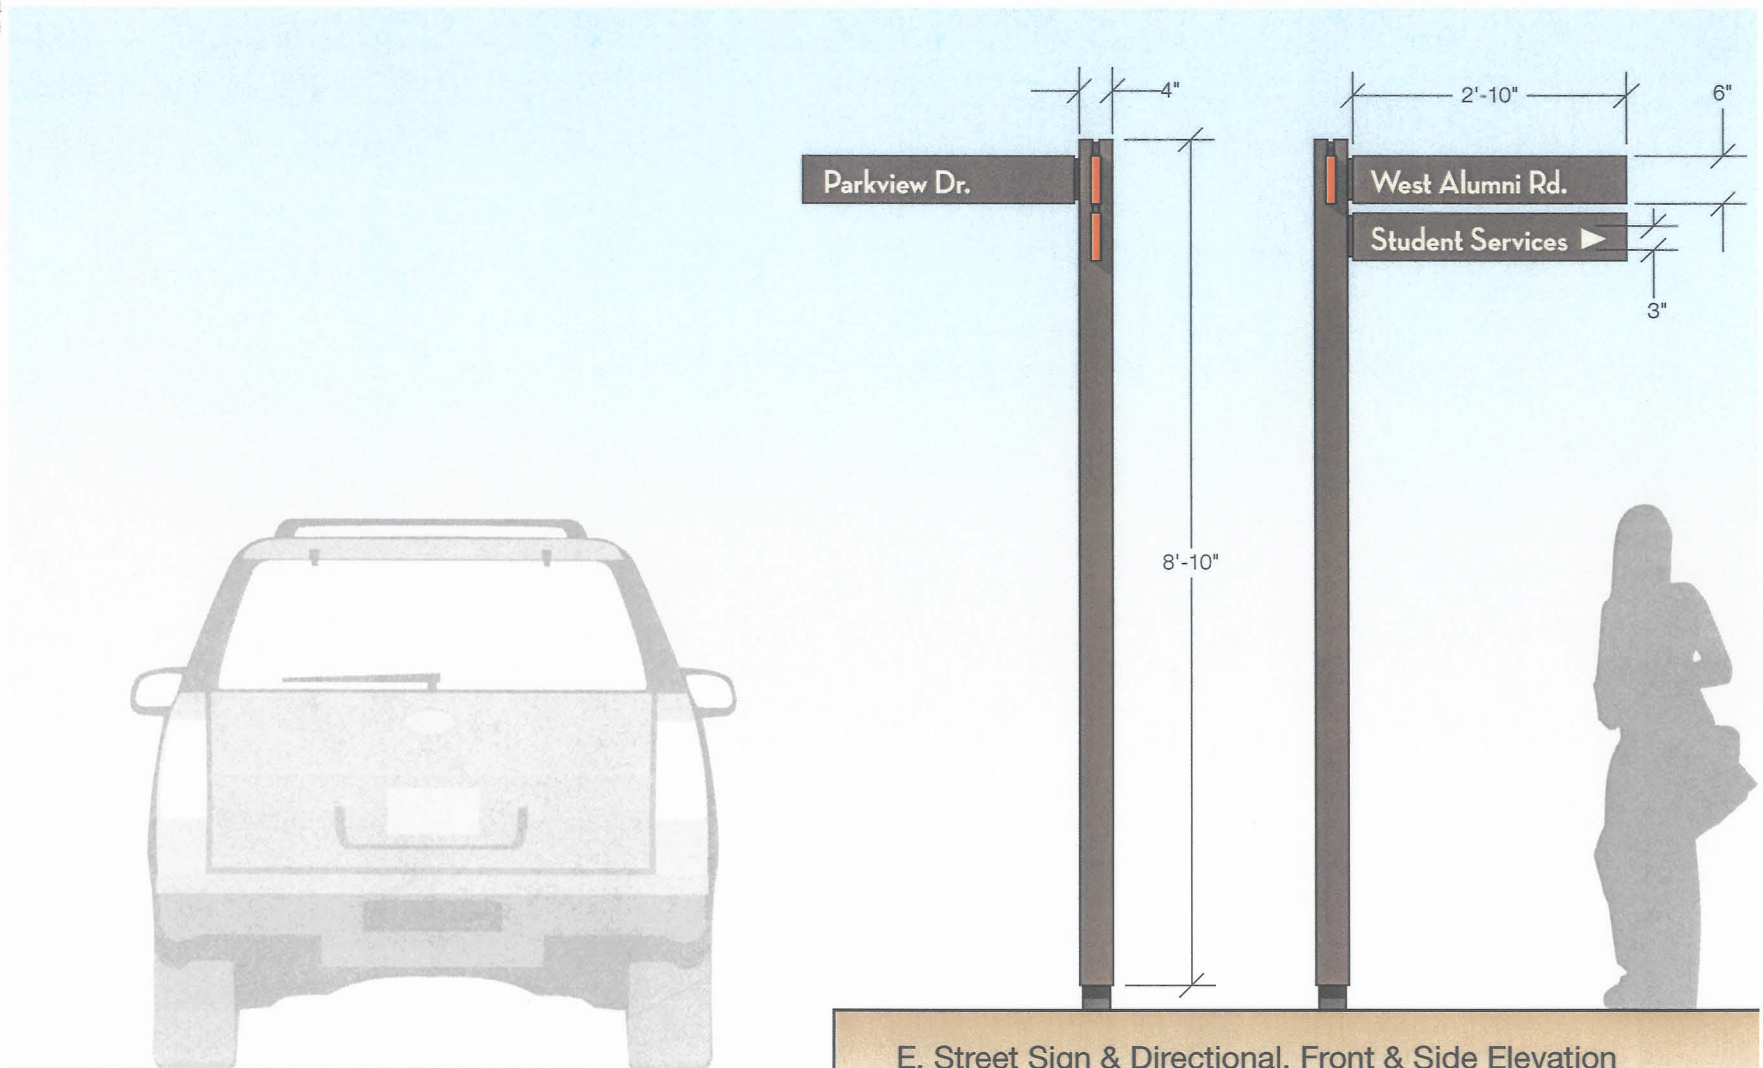 4"
2'-10"
6"
Parkview Dr.
West Alumni Rd.
Student Services ▶
3"
8'-10"
E. Street Sign & Directional, Front & Side Elevation